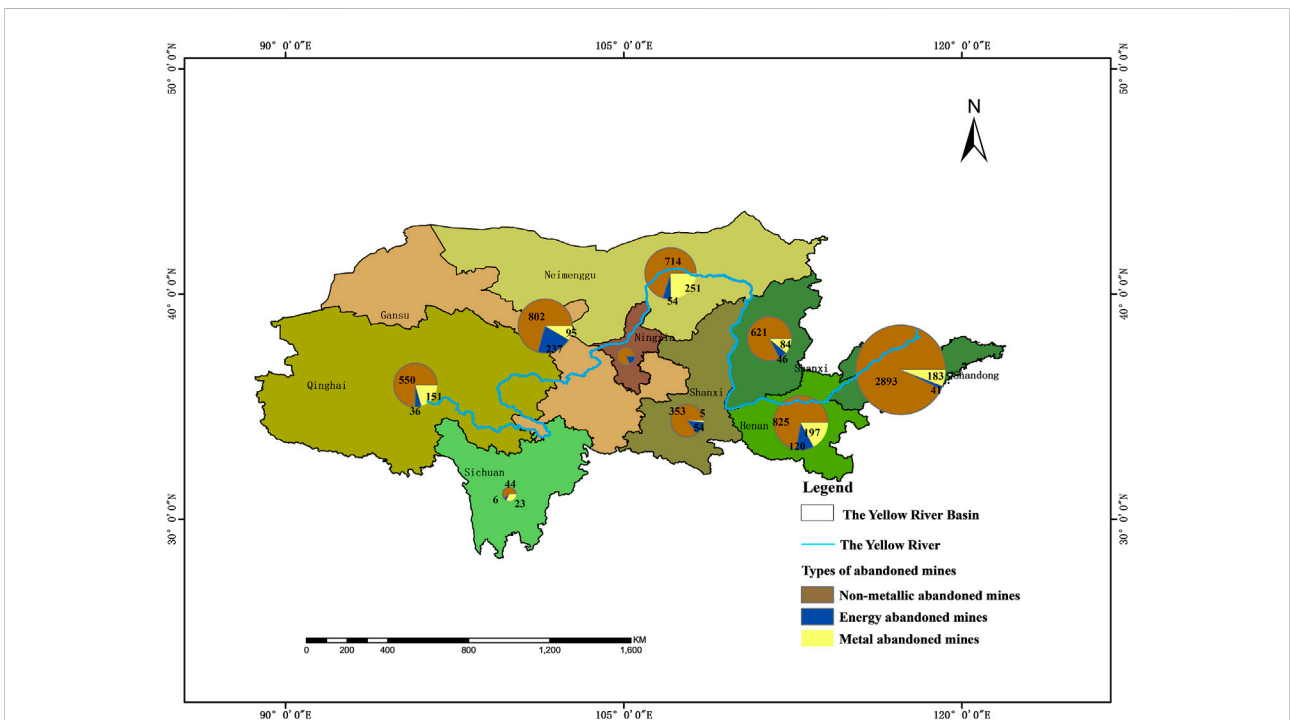 90° 0′0″E
105° 0′0″E
120° 0′0″E
50° 0′0″N
50° 0′0″N
N
714
Neimenggu
251
54
40° 0′0″N
40° 0′0″N
802
Gansu
95
237
Ningxia
621
84
46
Shanxi
2893
183
Shandong
41
Qinghai
550
151
36
Shanxi
353
5
54
Henan
825
197
120
Sichuan
44
6
23
30° 0′0″N
30° 0′0″N
Legend
The Yellow River Basin
The Yellow River
Types of abandoned mines
Non-metallic abandoned mines
Energy abandoned mines
Metal abandoned mines
KM
0 200 400 800 1,200 1,600
90° 0′0″E
105° 0′0″E
120° 0′0″E